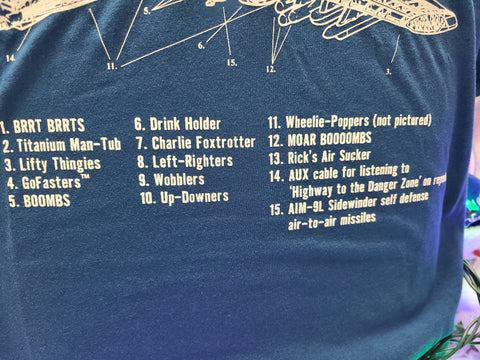 5.
6.
14
11.
15.
12.
3.
1. BRRT BRRTS
2. Titanium Man-Tub
3. Lifty Thingies
4. GoFasters™
5. BOOMBS
6. Drink Holder
7. Charlie Foxtrotter
8. Left-Righters
9. Wobblers
10. Up-Downers
11. Wheelie-Poppers (not pictured)
12. MOAR BOOOOMBS
13. Rick's Air Sucker
14. AUX cable for listening to
'Highway to the Danger Zone' on
15. AIM-9L Sidewinder self defense
air-to-air missiles